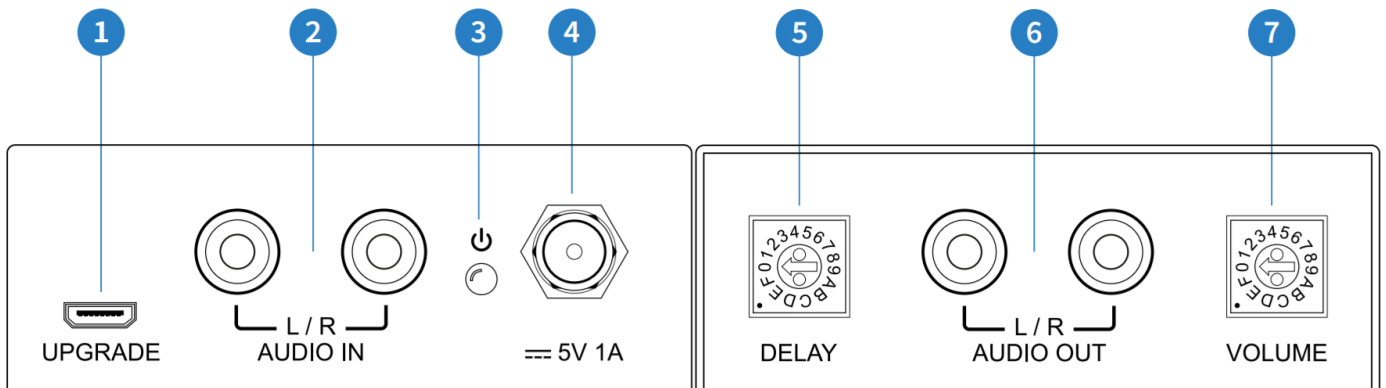 1 2 3 4 5 6 7
0123456789ABCDEF
0123456789ABCDEF
L / R
L / R
UPGRADE
AUDIO IN
5V 1A
DELAY
AUDIO OUT
VOLUME